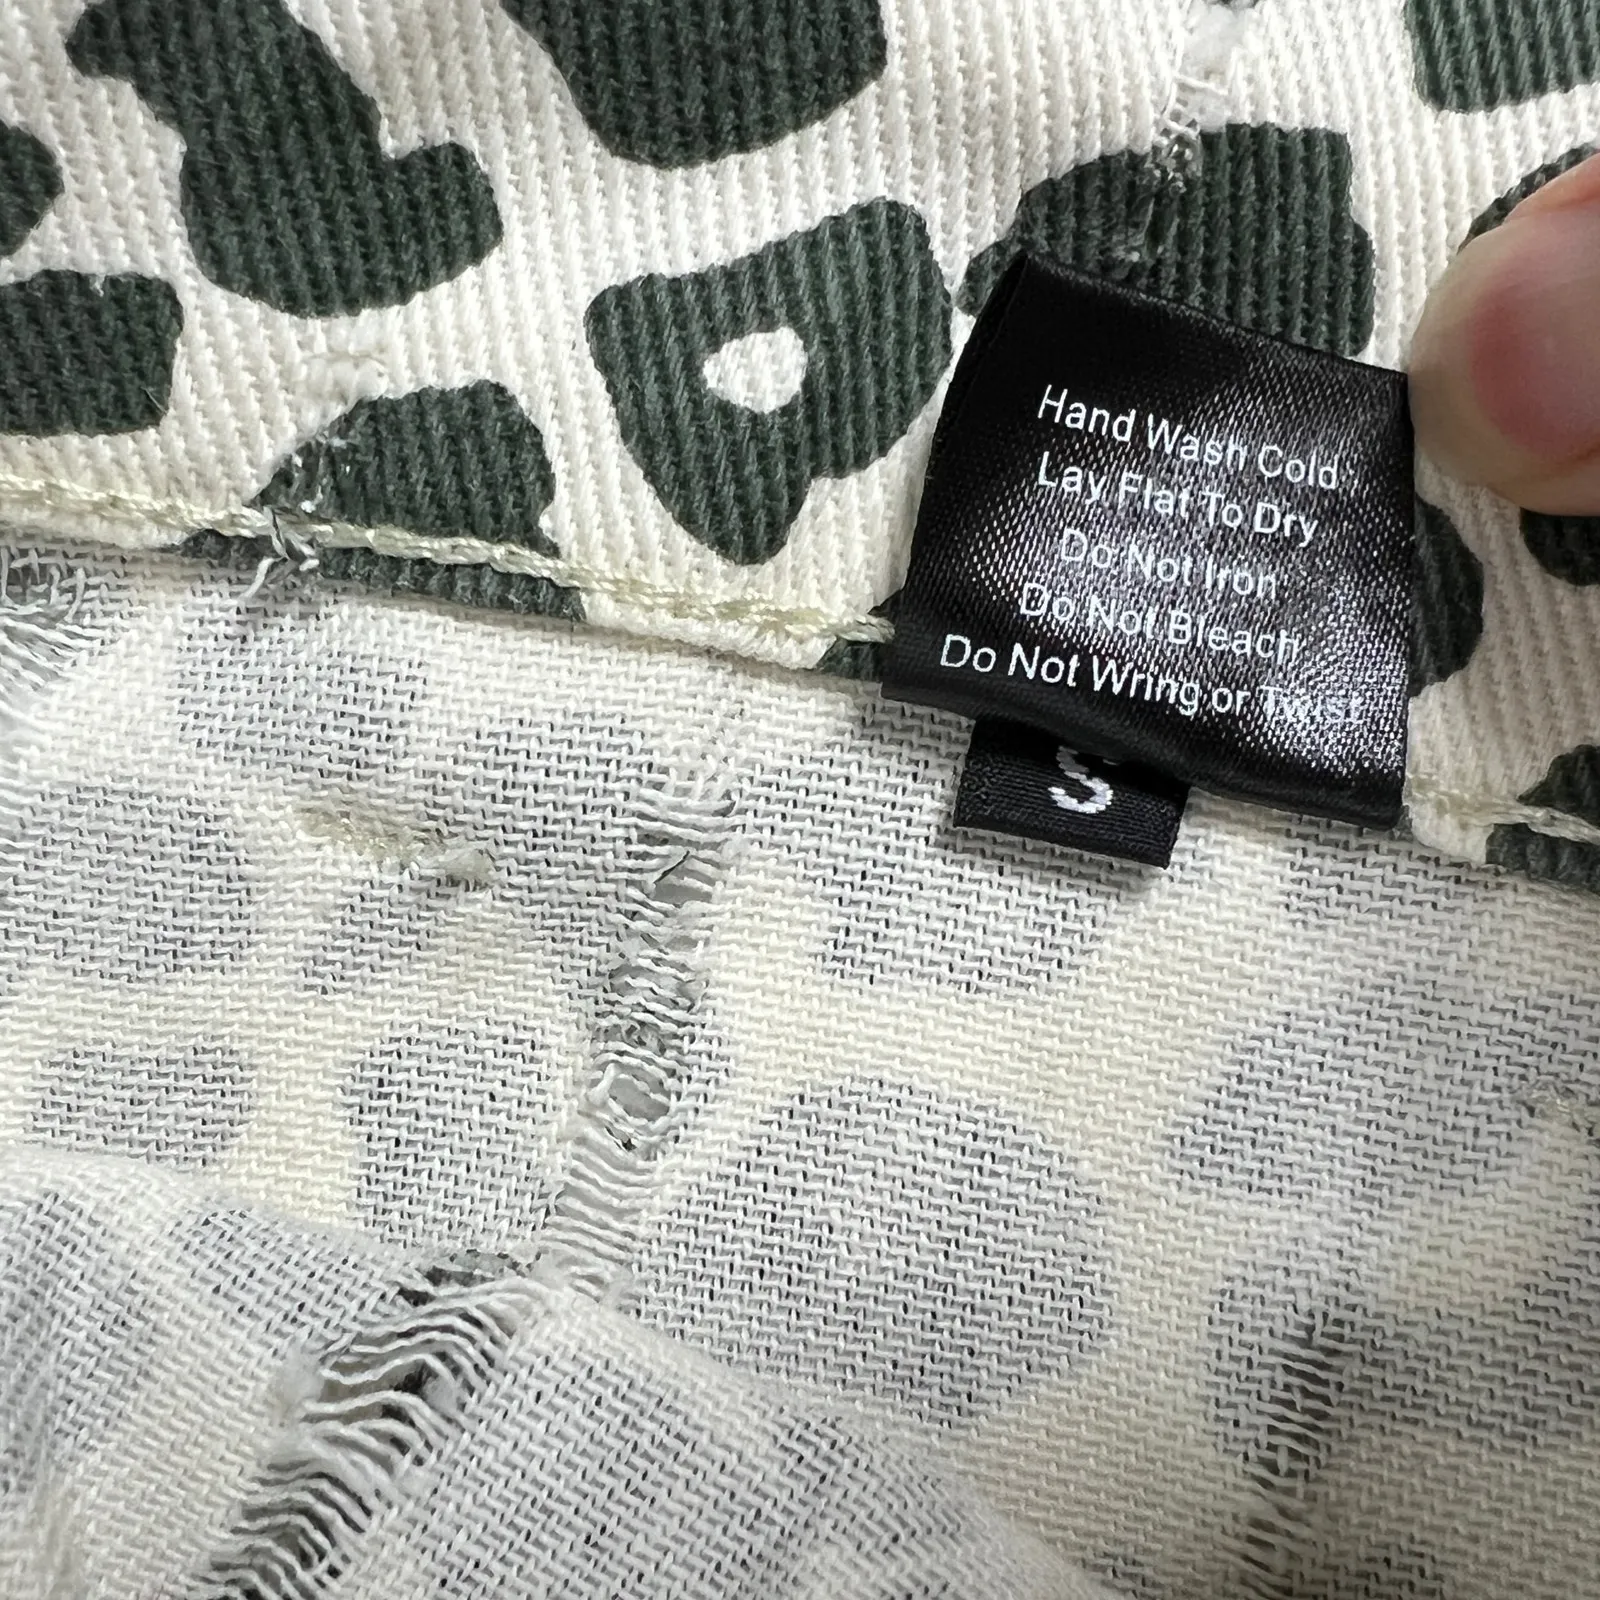 Hand Wash Cold
Lay Flat To Dry
Do Not Iron
Do Not Bleach
Do Not Wring or Twist
S